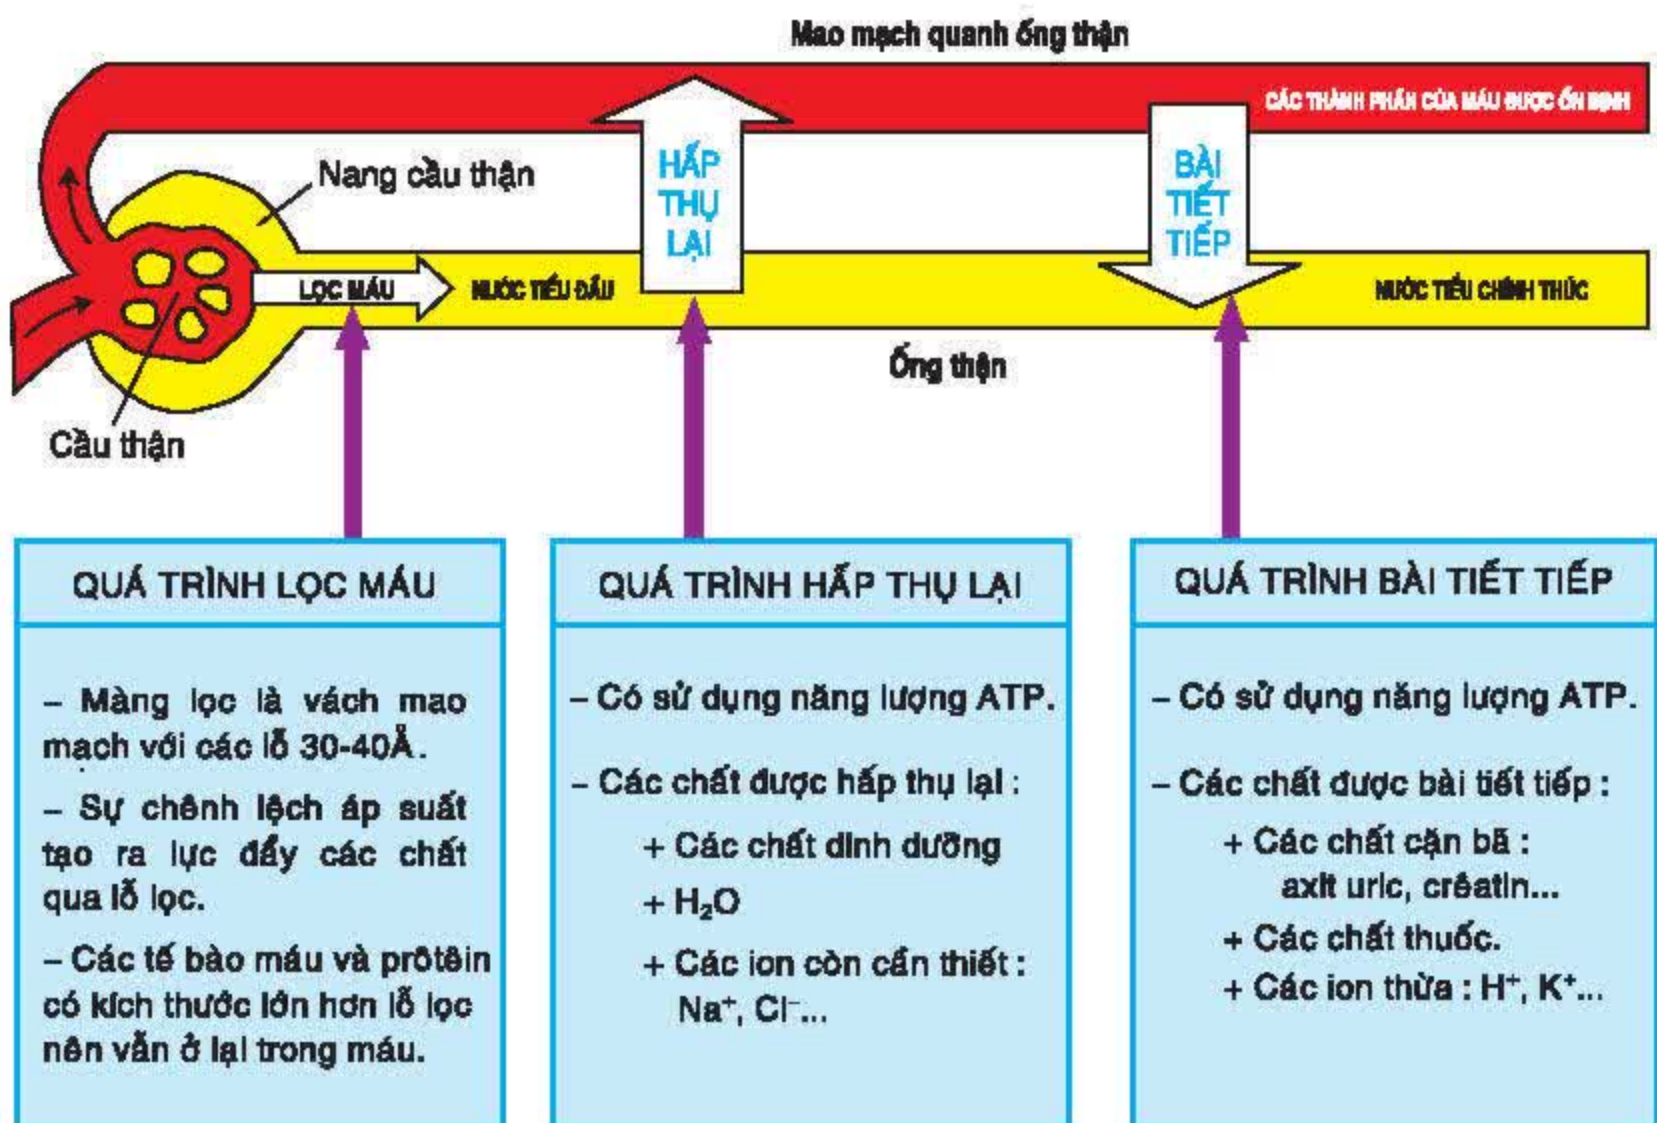 Mao mạch quanh ống thận
CÁC THÀNH PHẦN CỦA MÁU ĐƯỢC ỔN ĐỊNH
Nang cầu thận
HẤP
THỤ
LẠI
BÀI
TIẾT
TIẾP
LỌC MÁU
NƯỚC TIỂU ĐẦU
NƯỚC TIỂU CHÍNH THỨC
Ống thận
Cầu thận
QUÁ TRÌNH LỌC MÁU
– Màng lọc là vách mao
mạch với các lỗ 30-40Å.
– Sự chênh lệch áp suất
tạo ra lực đẩy các chất
qua lỗ lọc.
– Các tế bào máu và prôtêin
có kích thước lớn hơn lỗ lọc
nên vẫn ở lại trong máu.
QUÁ TRÌNH HẤP THỤ LẠI
– Có sử dụng năng lượng ATP.
– Các chất được hấp thụ lại :
+ Các chất dinh dưỡng
+ H₂O
+ Các ion còn cần thiết :
Na⁺, Cl⁻...
QUÁ TRÌNH BÀI TIẾT TIẾP
– Có sử dụng năng lượng ATP.
– Các chất được bài tiết tiếp :
+ Các chất cặn bã :
axit uric, crêatin...
+ Các chất thuốc.
+ Các ion thừa : H⁺, K⁺...